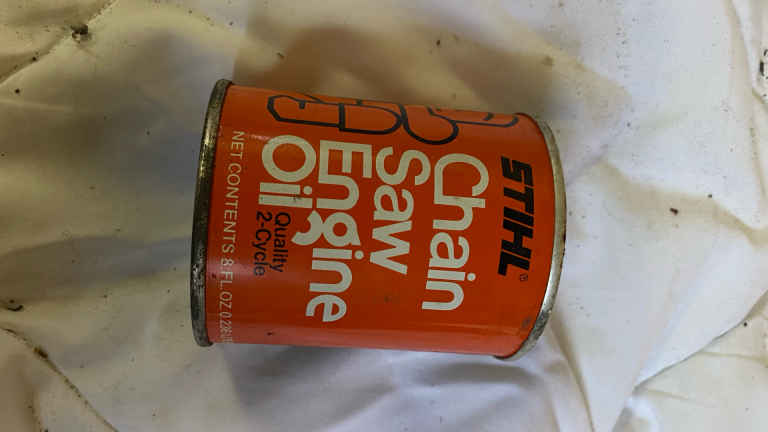 STIHL®
Chain
Saw
Engine
Oil
Quality
2-Cycle
NET CONTENTS 8 FL. OZ.